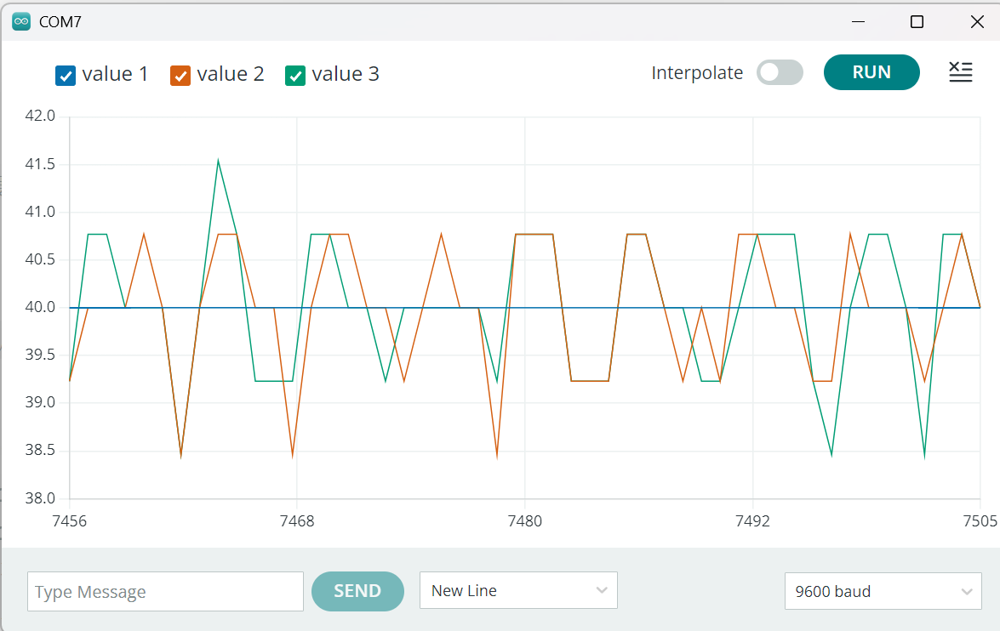 COM7
value 1 value 2 value 3 Interpolate RUN
42.0
41.5
41.0
40.5
40.0
39.5
39.0
38.5
38.0
7456 7468 7480 7492 7505
Type Message SEND New Line 9600 baud